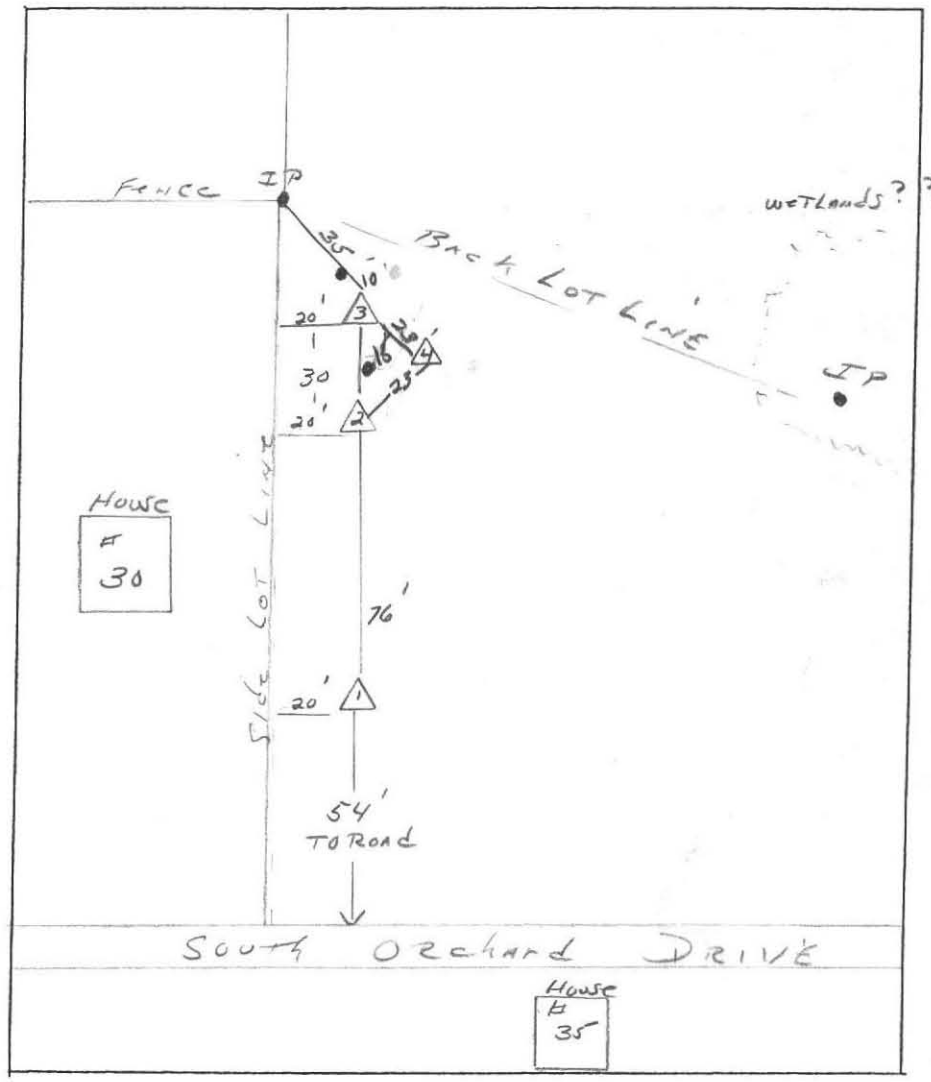 IP
Fence
wetlands? ?
Back Lot Line
35'
10'
3
20'
28'
4
16
30'
23
20'
2
IP
House
# 30
Side Lot Line
76'
1
20'
54'
To Road
South Orchard Drive
House
# 35